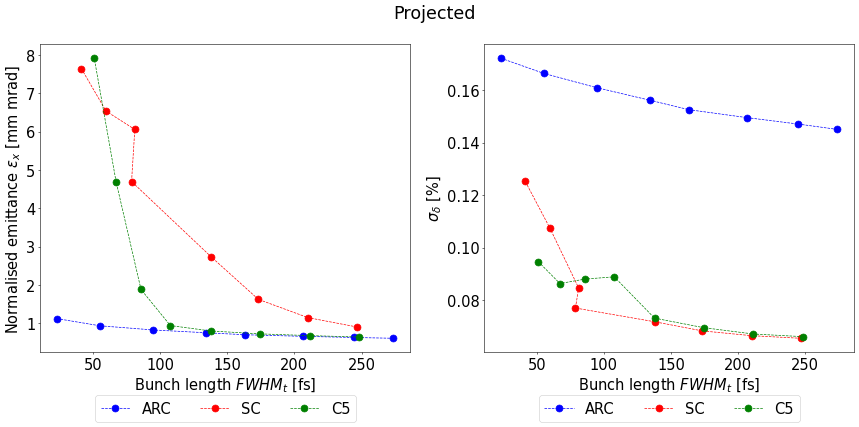 Projected
Normalised emittance εₓ [mm mrad]
8
7
6
5
4
3
2
1
50 100 150 200 250
Bunch length FWHMₜ [fs]
ARC SC C5
σ_δ [%]
0.16
0.14
0.12
0.10
0.08
50 100 150 200 250
Bunch length FWHMₜ [fs]
ARC SC C5